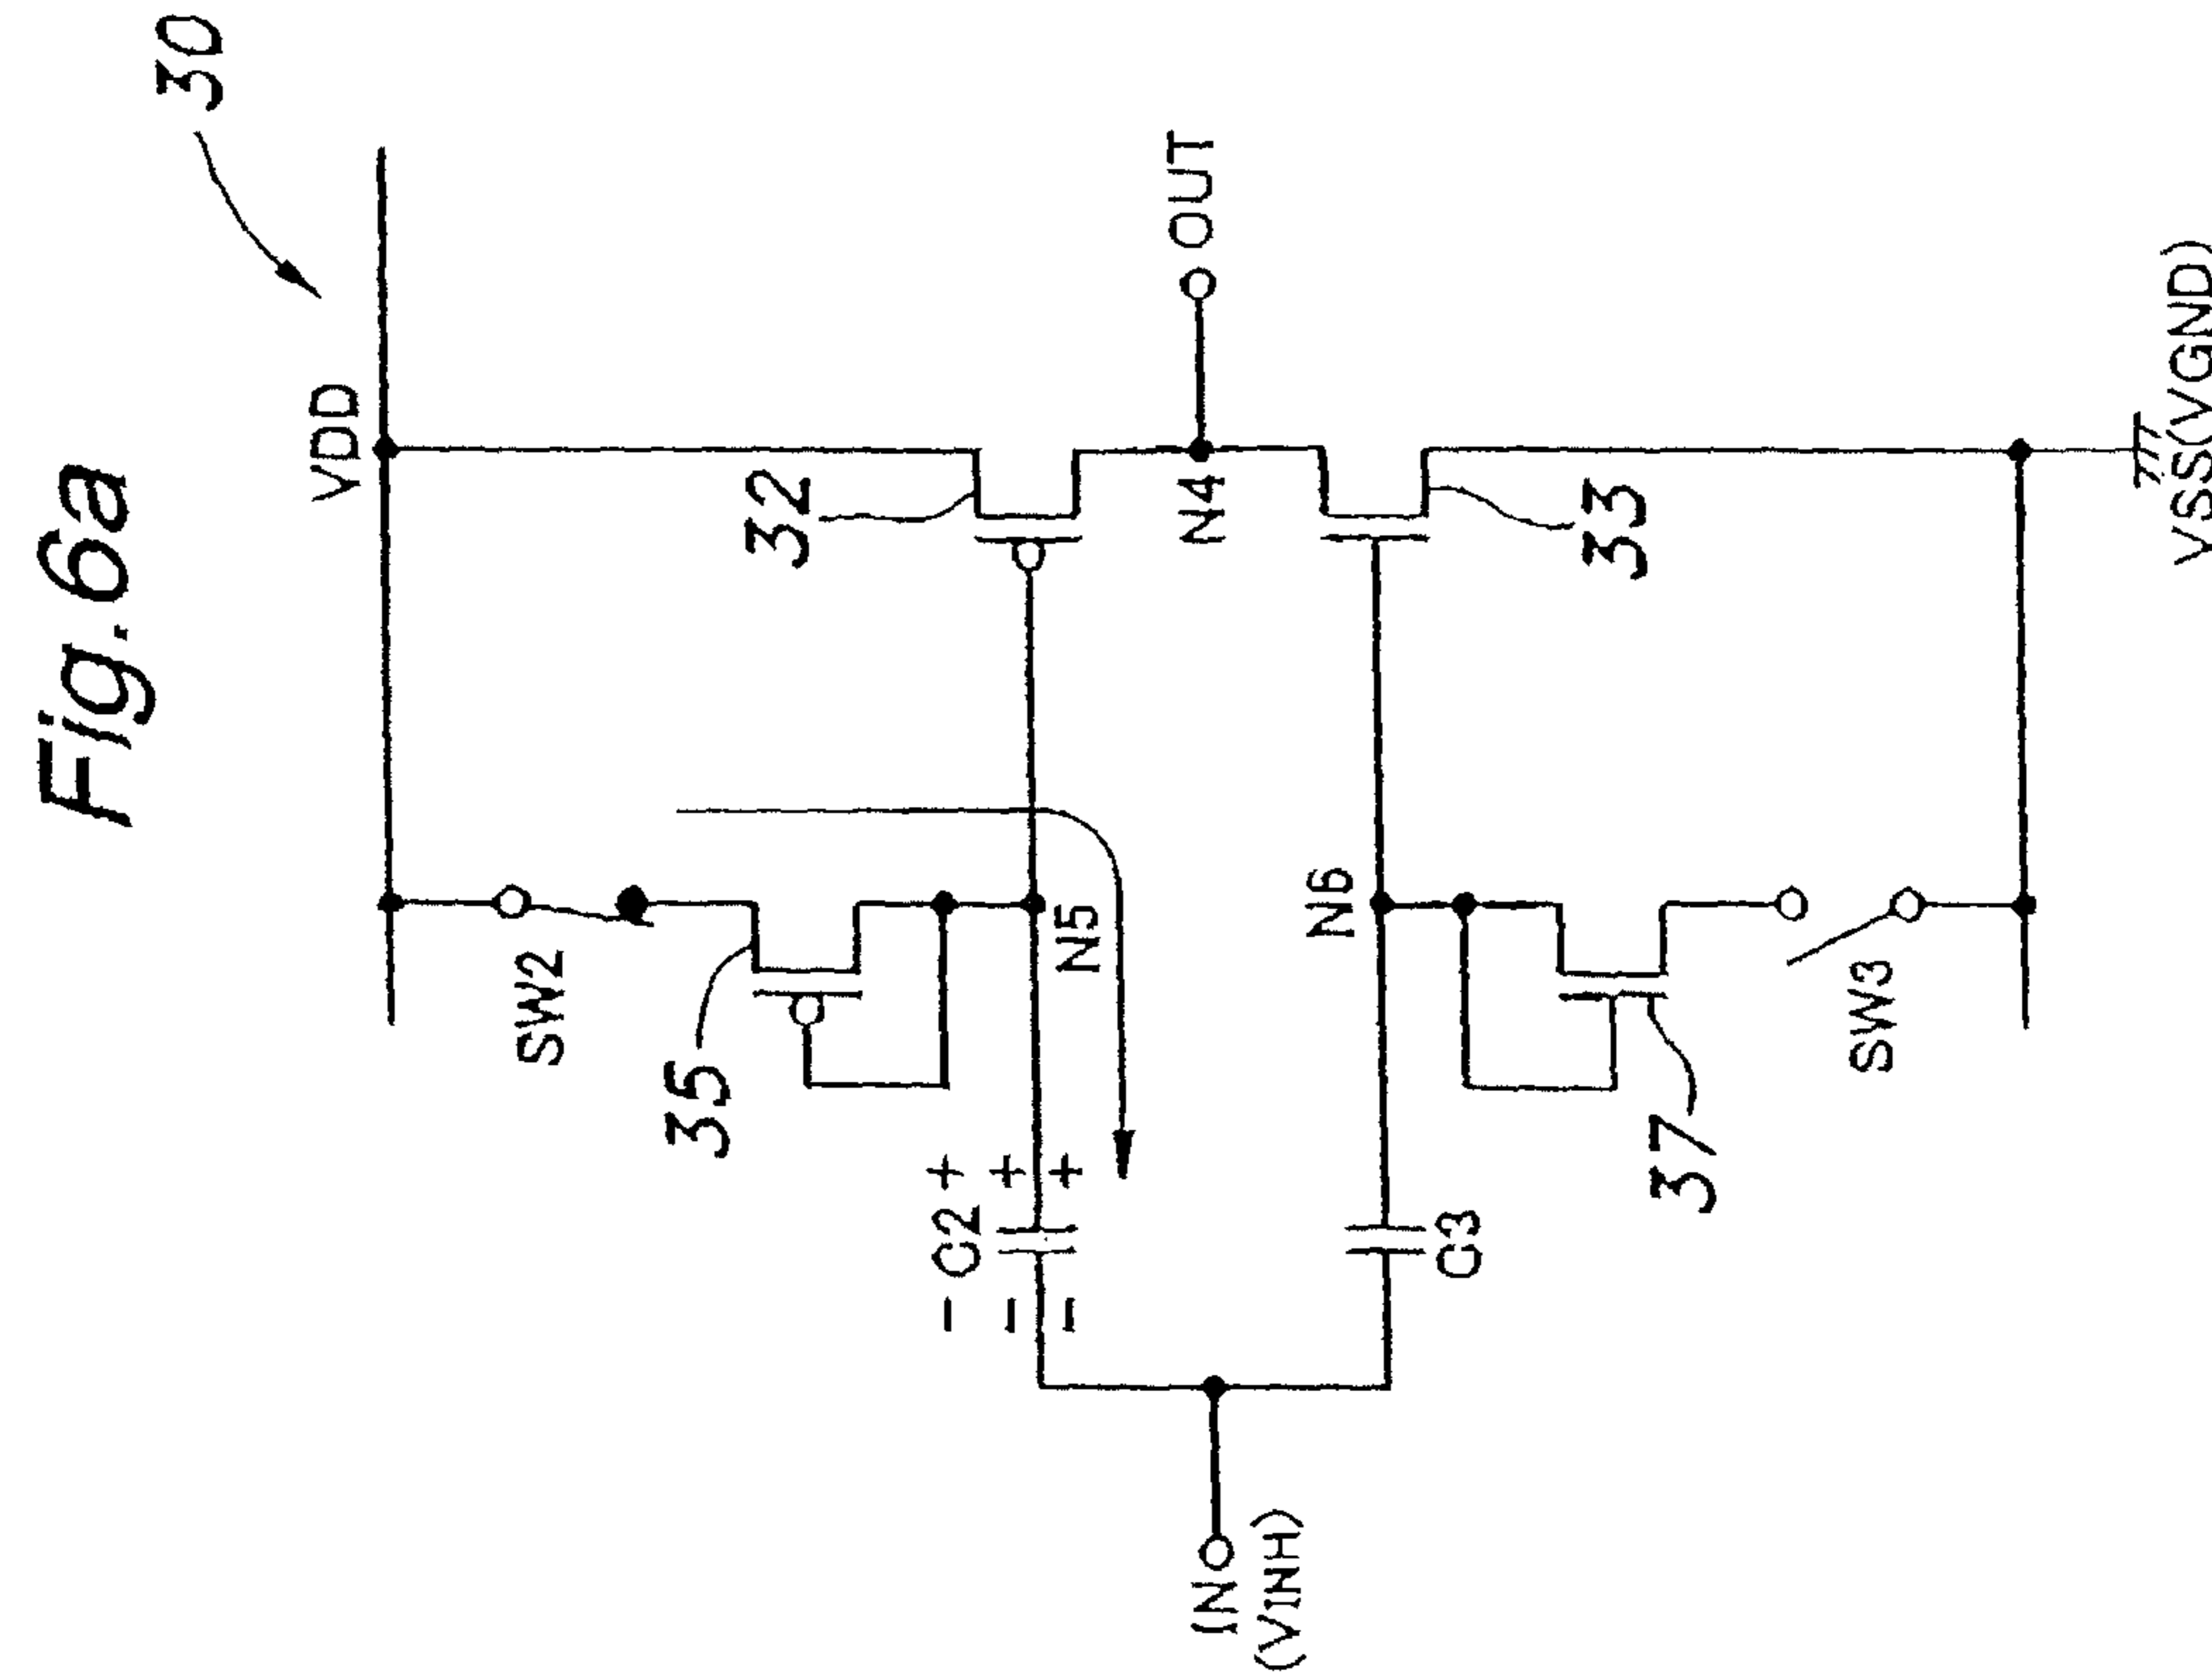 Fig. 6a
30
VDD
SW2
35
32
C2
+ + +
- - -
N5
N4
OUT
IN
(VINH)
N6
C3
37
33
SW3
VSS(VGND)